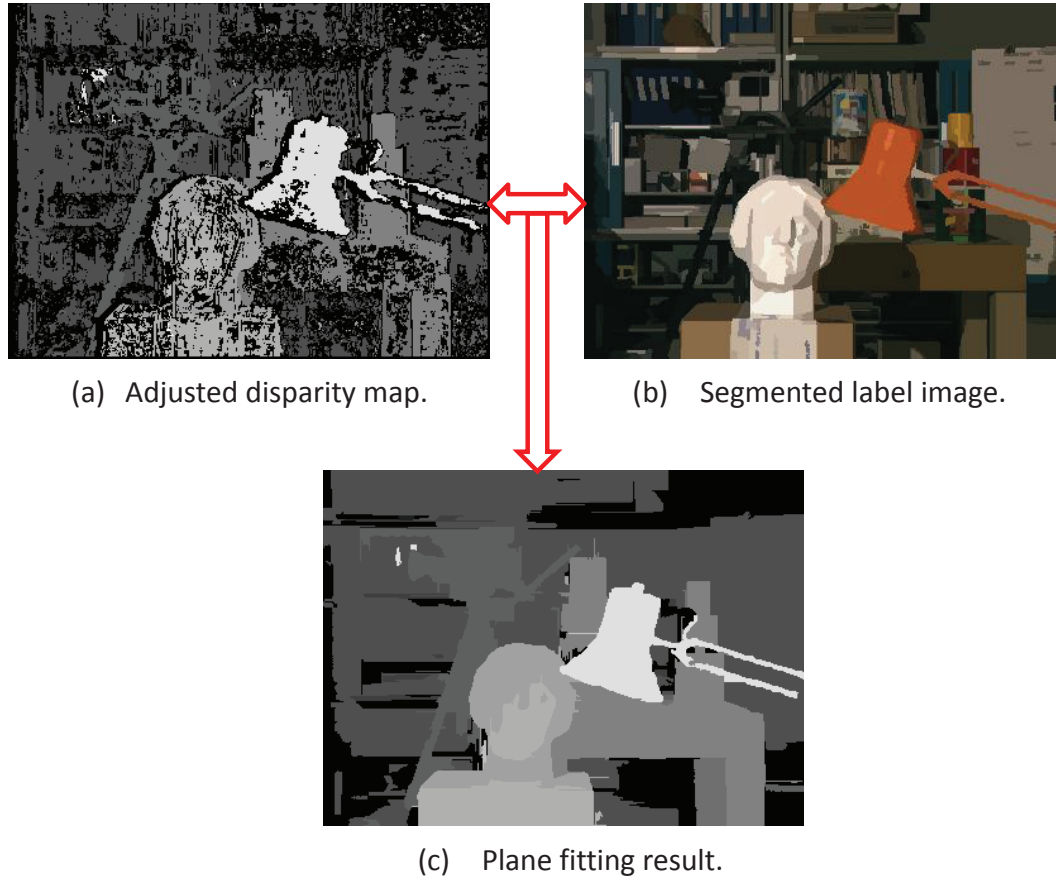 (a) Adjusted disparity map.
(b) Segmented label image.
(c) Plane fitting result.